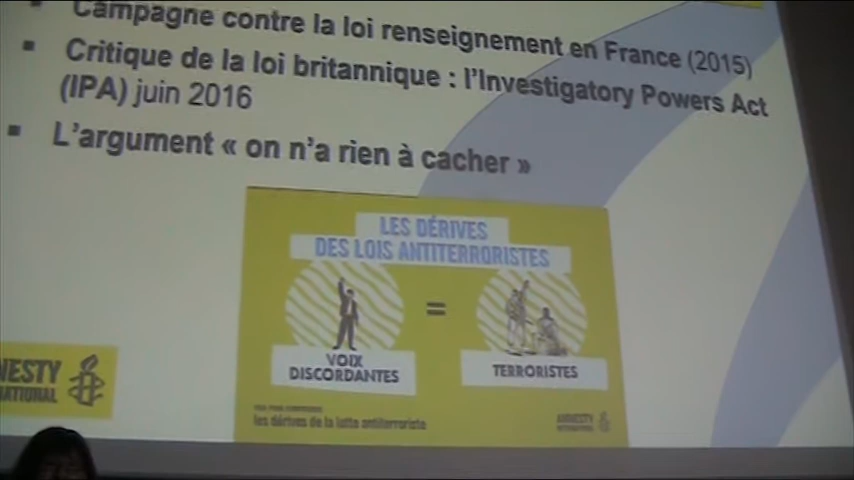 Campagne contre la loi renseignement en France (2015)
Critique de la loi britannique : l'Investigatory Powers Act
(IPA) juin 2016
L'argument « on n'a rien à cacher »
LES DÉRIVES
DES LOIS ANTITERRORISTES
=
VOIX
DISCORDANTES
TERRORISTES
les dérives de la lutte antiterroriste
AMNESTY
INTERNATIONAL
NESTY
NATIONAL